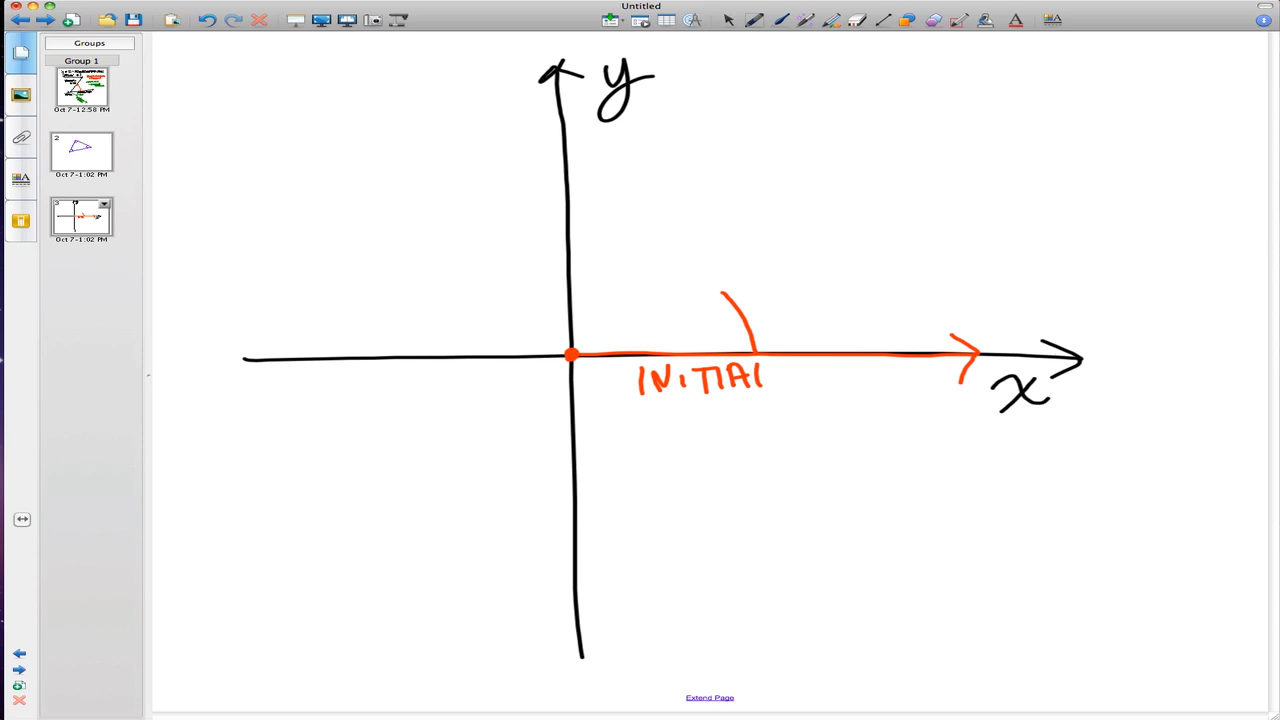 Untitled
Groups
Group 1
Oct 7-12:58 PM
2
Oct 7-1:02 PM
3
Oct 7-1:02 PM
y
INITIAL
x
Extend Page